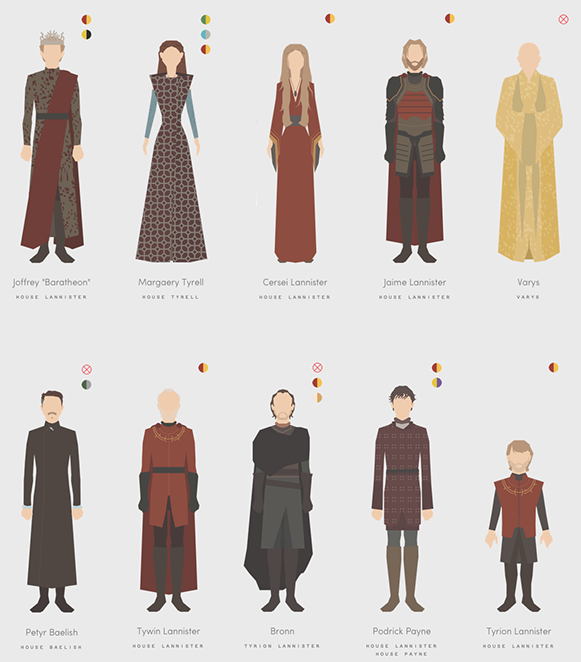 Joffrey "Baratheon"
HOUSE LANNISTER
Margaery Tyrell
HOUSE TYRELL
Cersei Lannister
HOUSE LANNISTER
Jaime Lannister
HOUSE LANNISTER
Varys
VARYS
Petyr Baelish
HOUSE BAELISH
Tywin Lannister
HOUSE LANNISTER
Bronn
TYRION LANNISTER
Podrick Payne
HOUSE LANNISTER
HOUSE PAYNE
Tyrion Lannister
HOUSE LANNISTER